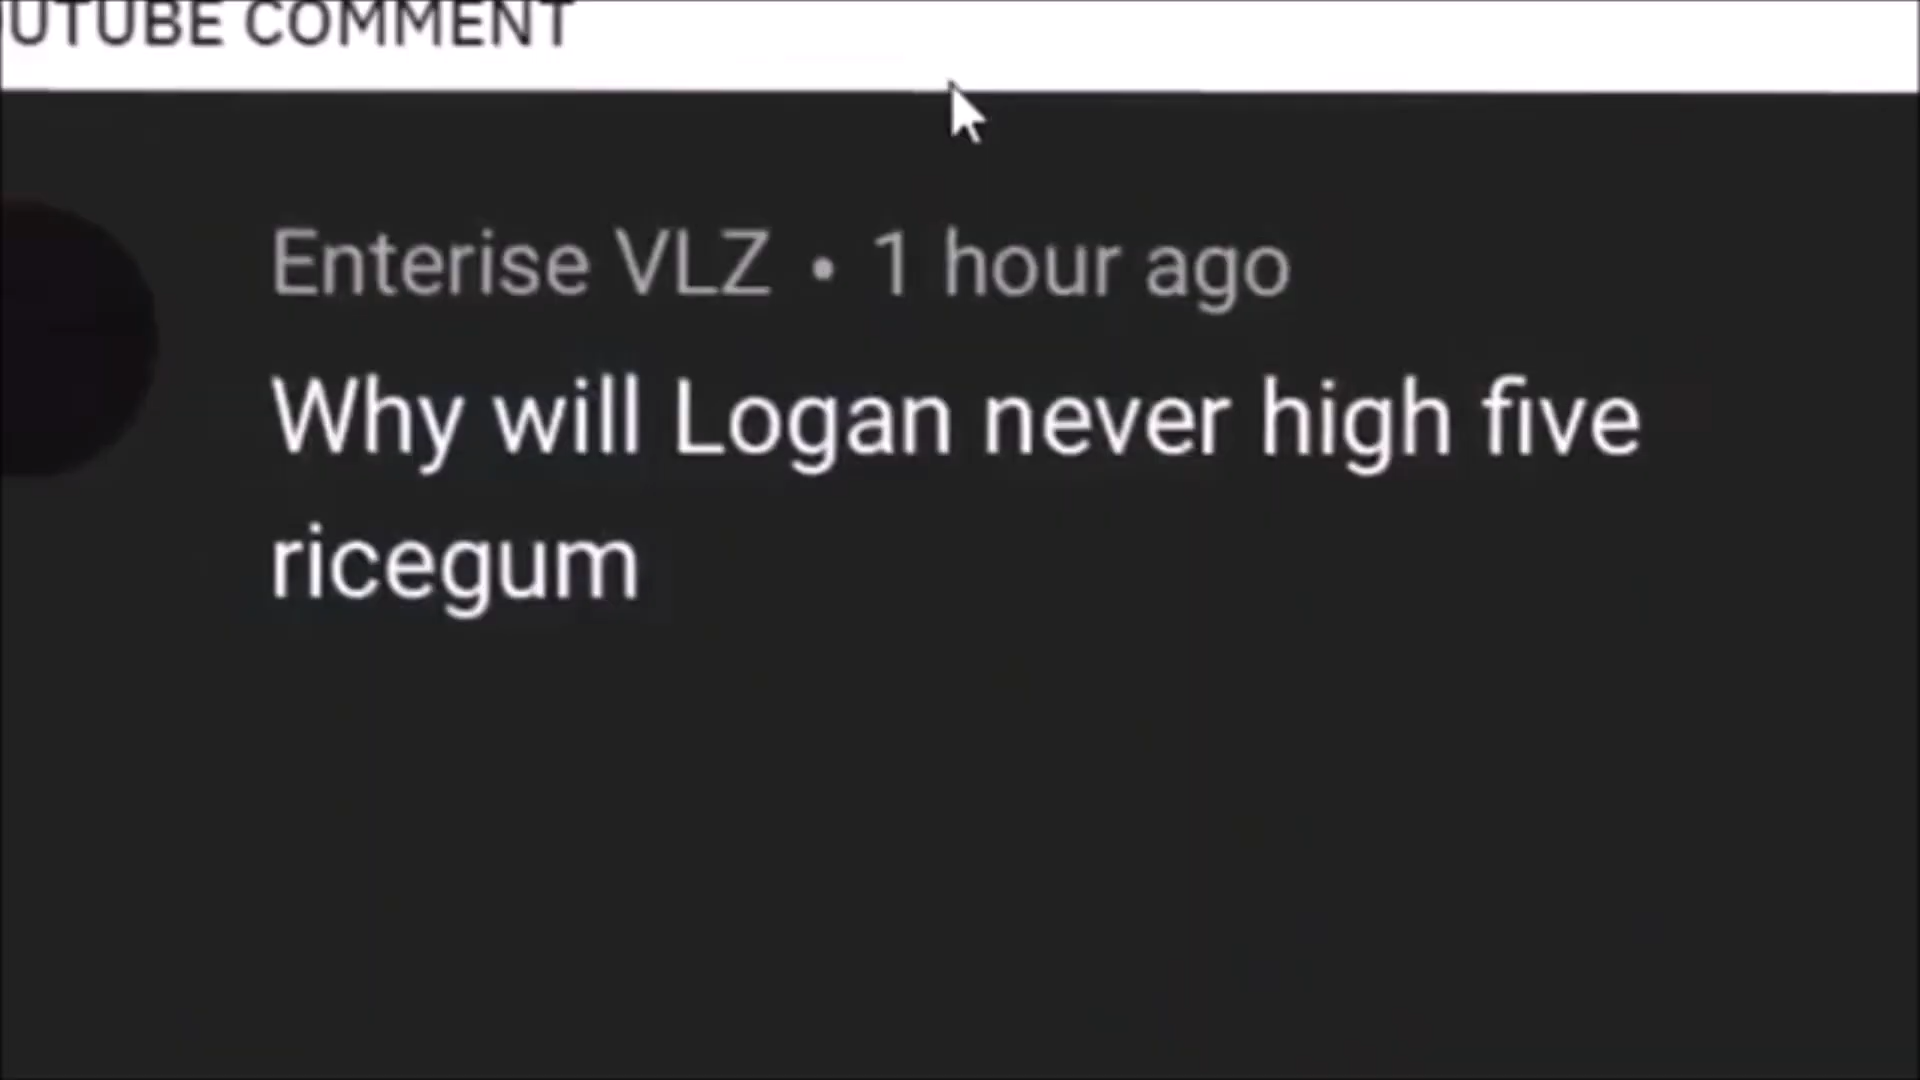 UTUBE COMMENT
Enterise VLZ • 1 hour ago
Why will Logan never high five
ricegum